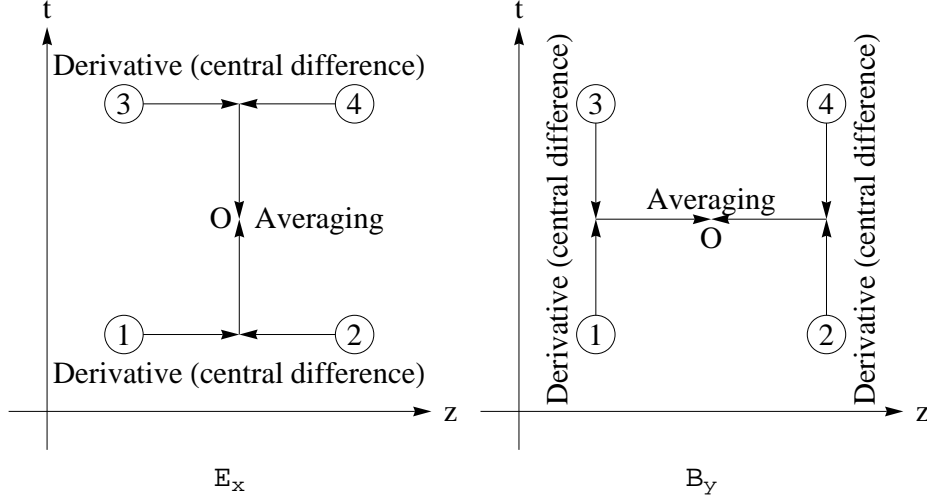 t
Derivative (central difference)
3
4
O
Averaging
1
2
Derivative (central difference)
z
E_x
t
Derivative (central difference)
Derivative (central difference)
3
4
Averaging
O
1
2
z
B_y